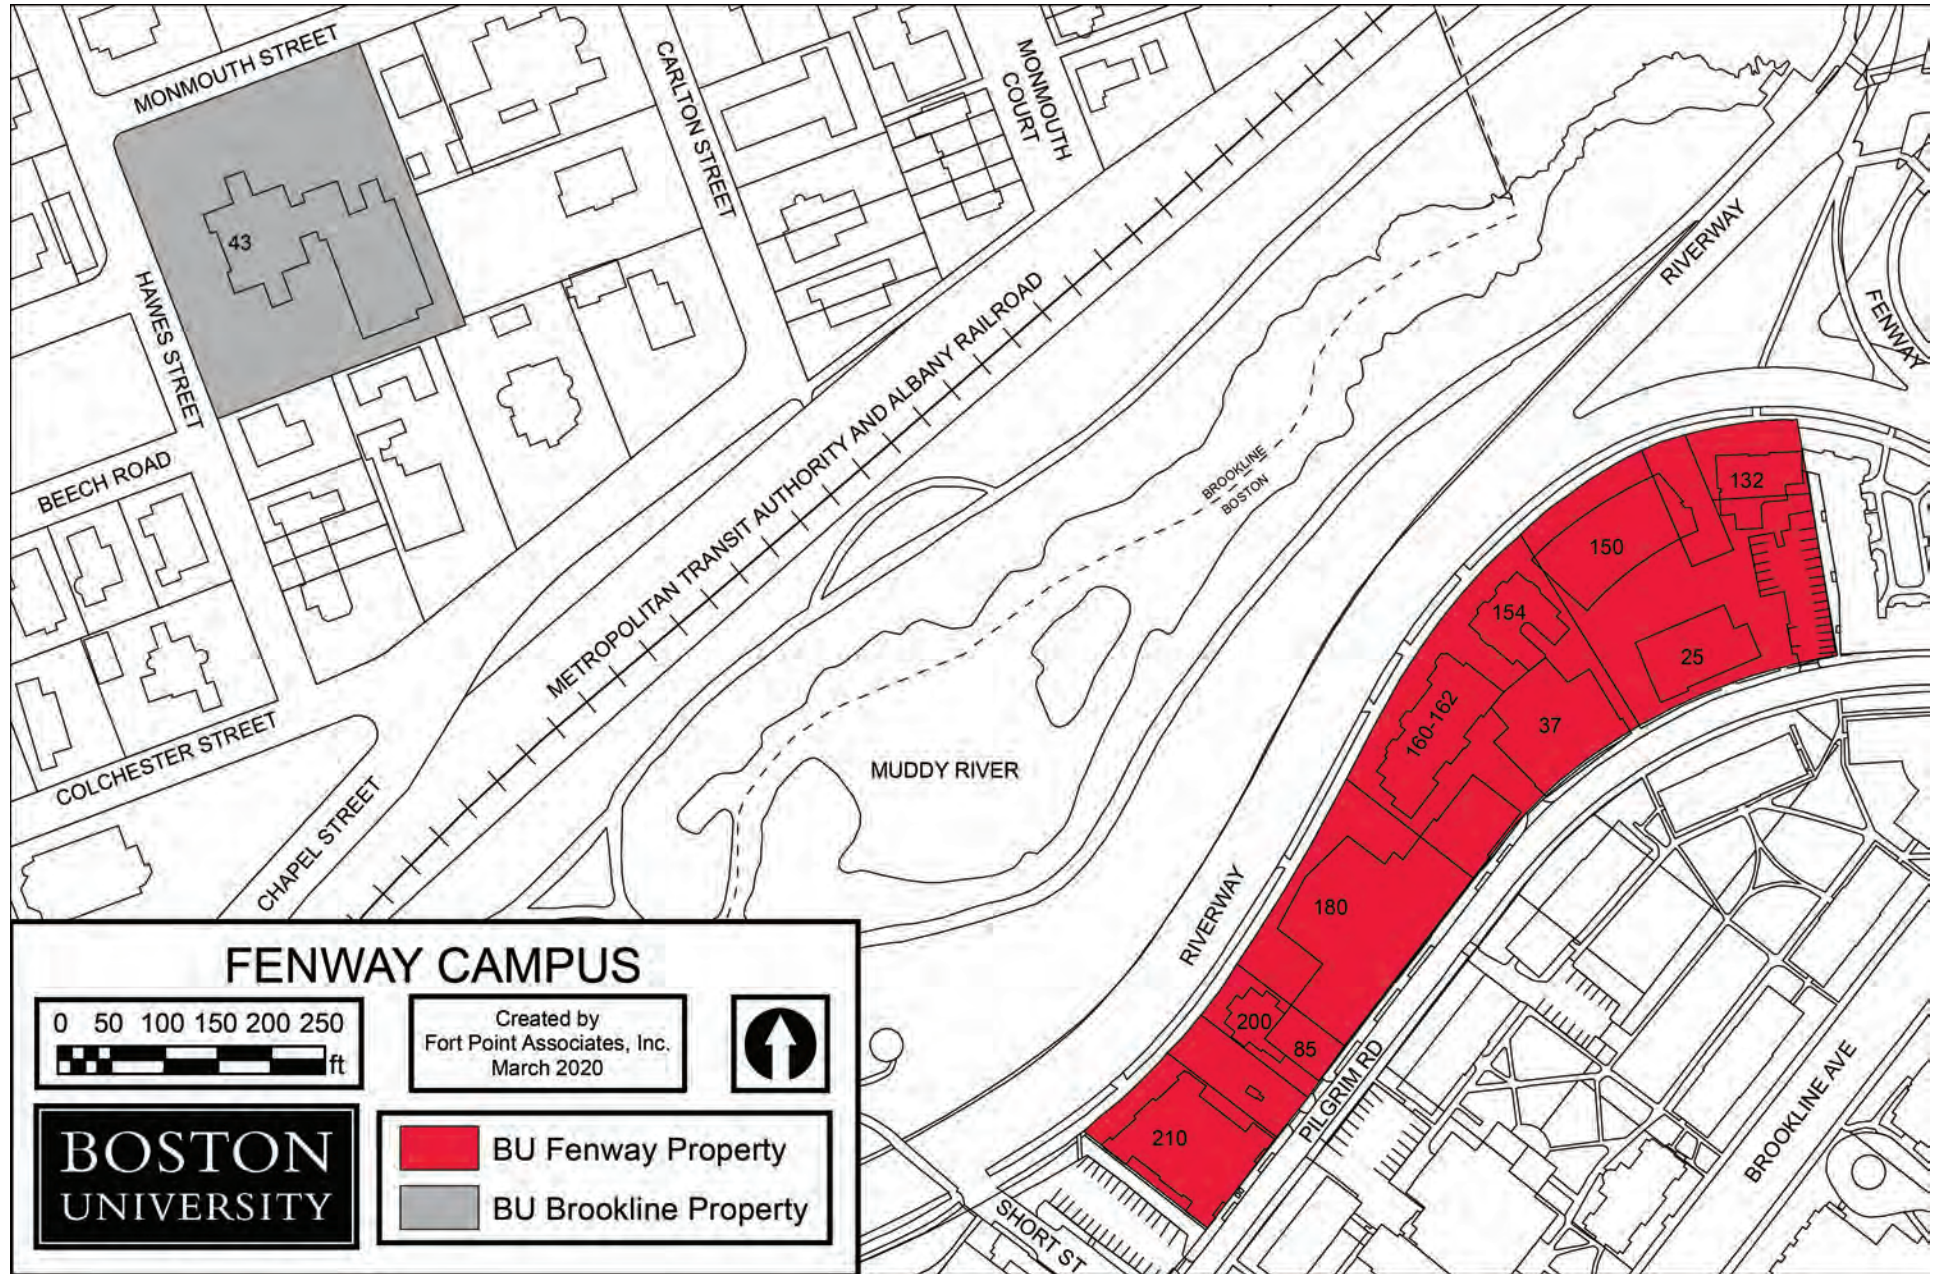 MONMOUTH STREET
CARLTON STREET
MONMOUTH
COURT
43
HAWES STREET
BEECH ROAD
COLCHESTER STREET
CHAPEL STREET
METROPOLITAN TRANSIT AUTHORITY AND ALBANY RAILROAD
BROOKLINE
BOSTON
MUDDY RIVER
RIVERWAY
FENWAY
132
150
154
25
160-162
37
180
RIVERWAY
200
85
210
PILGRIM RD
SHORT ST
BROOKLINE AVE
FENWAY CAMPUS
0 50 100 150 200 250
ft
Created by
Fort Point Associates, Inc.
March 2020
BOSTON
UNIVERSITY
BU Fenway Property
BU Brookline Property